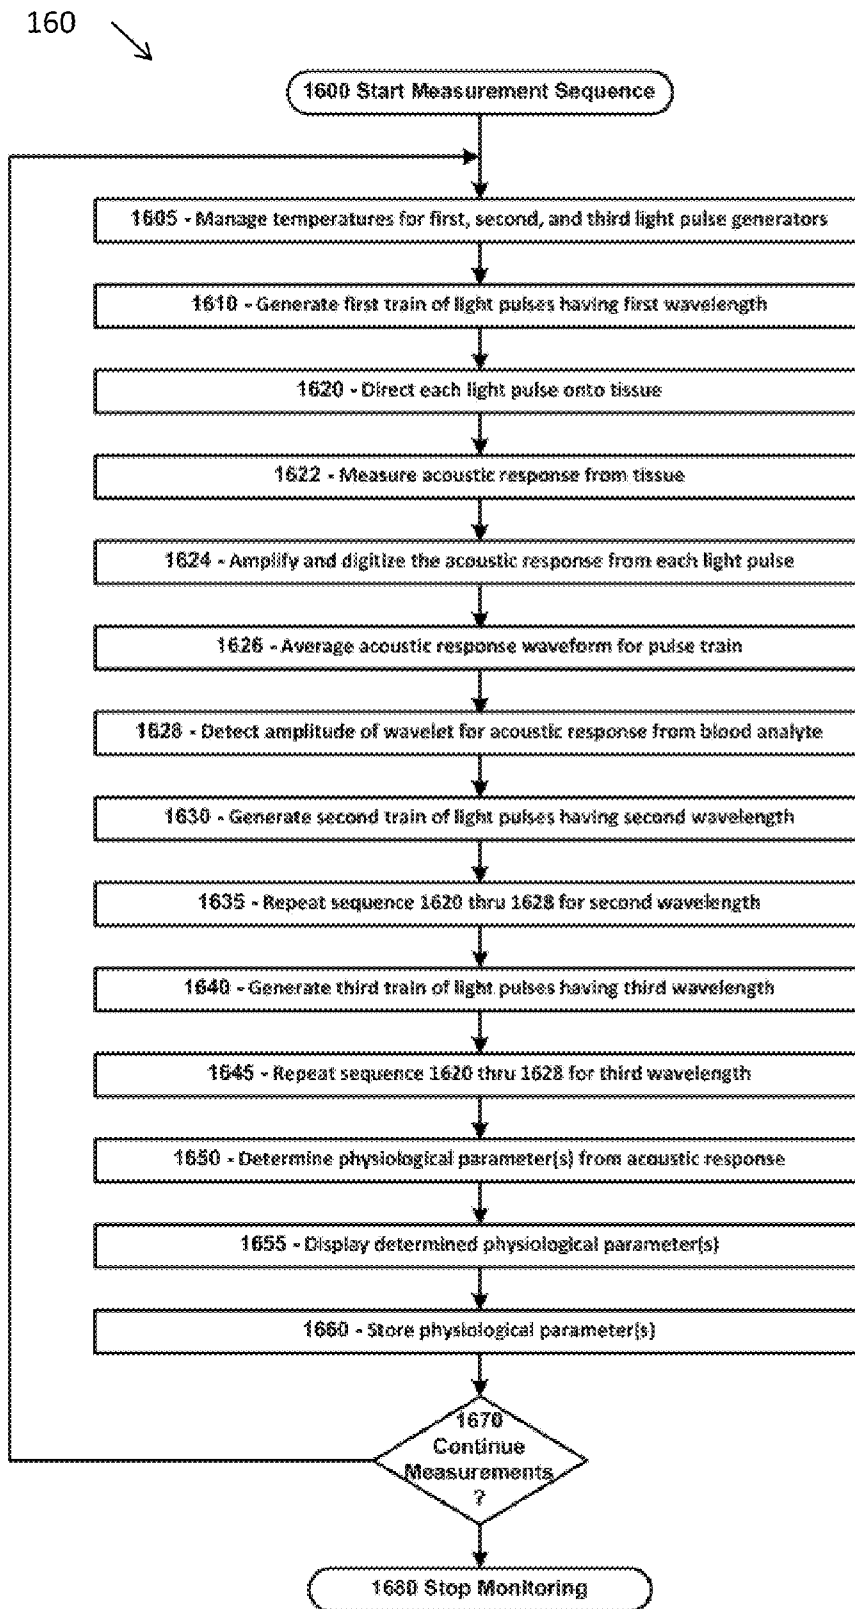 160
1600 Start Measurement Sequence
1605 - Manage temperatures for first, second, and third light pulse generators
1610 - Generate first train of light pulses having first wavelength
1620 - Direct each light pulse onto tissue
1622 - Measure acoustic response from tissue
1624 - Amplify and digitize the acoustic response from each light pulse
1626 - Average acoustic response waveform for pulse train
1628 - Detect amplitude of wavelet for acoustic response from blood analyte
1630 - Generate second train of light pulses having second wavelength
1635 - Repeat sequence 1620 thru 1628 for second wavelength
1640 - Generate third train of light pulses having third wavelength
1645 - Repeat sequence 1620 thru 1628 for third wavelength
1650 - Determine physiological parameter(s) from acoustic response
1655 - Display determined physiological parameter(s)
1660 - Store physiological parameter(s)
1670
Continue
Measurements
?
1680 Stop Monitoring